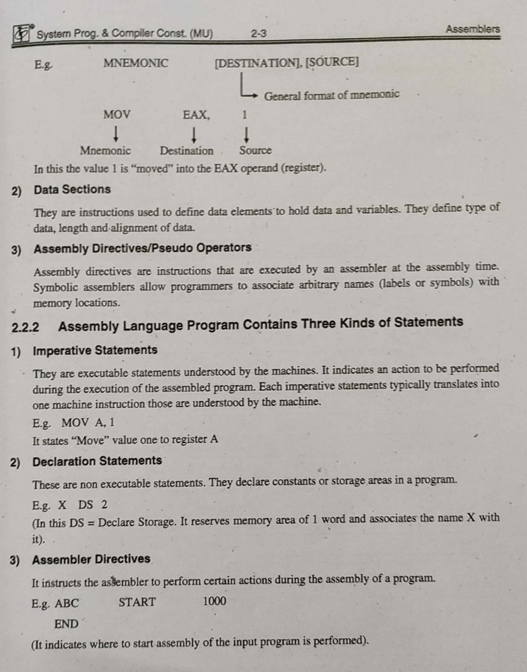 System Prog. & Compiler Const. (MU) 2-3 Assemblers
E.g. MNEMONIC [DESTINATION], [SOURCE]
General format of mnemonic
MOV EAX, 1
Mnemonic Destination Source
In this the value 1 is "moved" into the EAX operand (register).
2) Data Sections
They are instructions used to define data elements to hold data and variables. They define type of
data, length and alignment of data.
3) Assembly Directives/Pseudo Operators
Assembly directives are instructions that are executed by an assembler at the assembly time.
Symbolic assemblers allow programmers to associate arbitrary names (labels or symbols) with
memory locations.
2.2.2 Assembly Language Program Contains Three Kinds of Statements
1) Imperative Statements
They are executable statements understood by the machines. It indicates an action to be performed
during the execution of the assembled program. Each imperative statements typically translates into
one machine instruction those are understood by the machine.
E.g. MOV A, 1
It states "Move" value one to register A
2) Declaration Statements
These are non executable statements. They declare constants or storage areas in a program.
E.g. X DS 2
(In this DS = Declare Storage. It reserves memory area of 1 word and associates the name X with
it).
3) Assembler Directives
It instructs the assembler to perform certain actions during the assembly of a program.
E.g. ABC START 1000
END
(It indicates where to start assembly of the input program is performed).